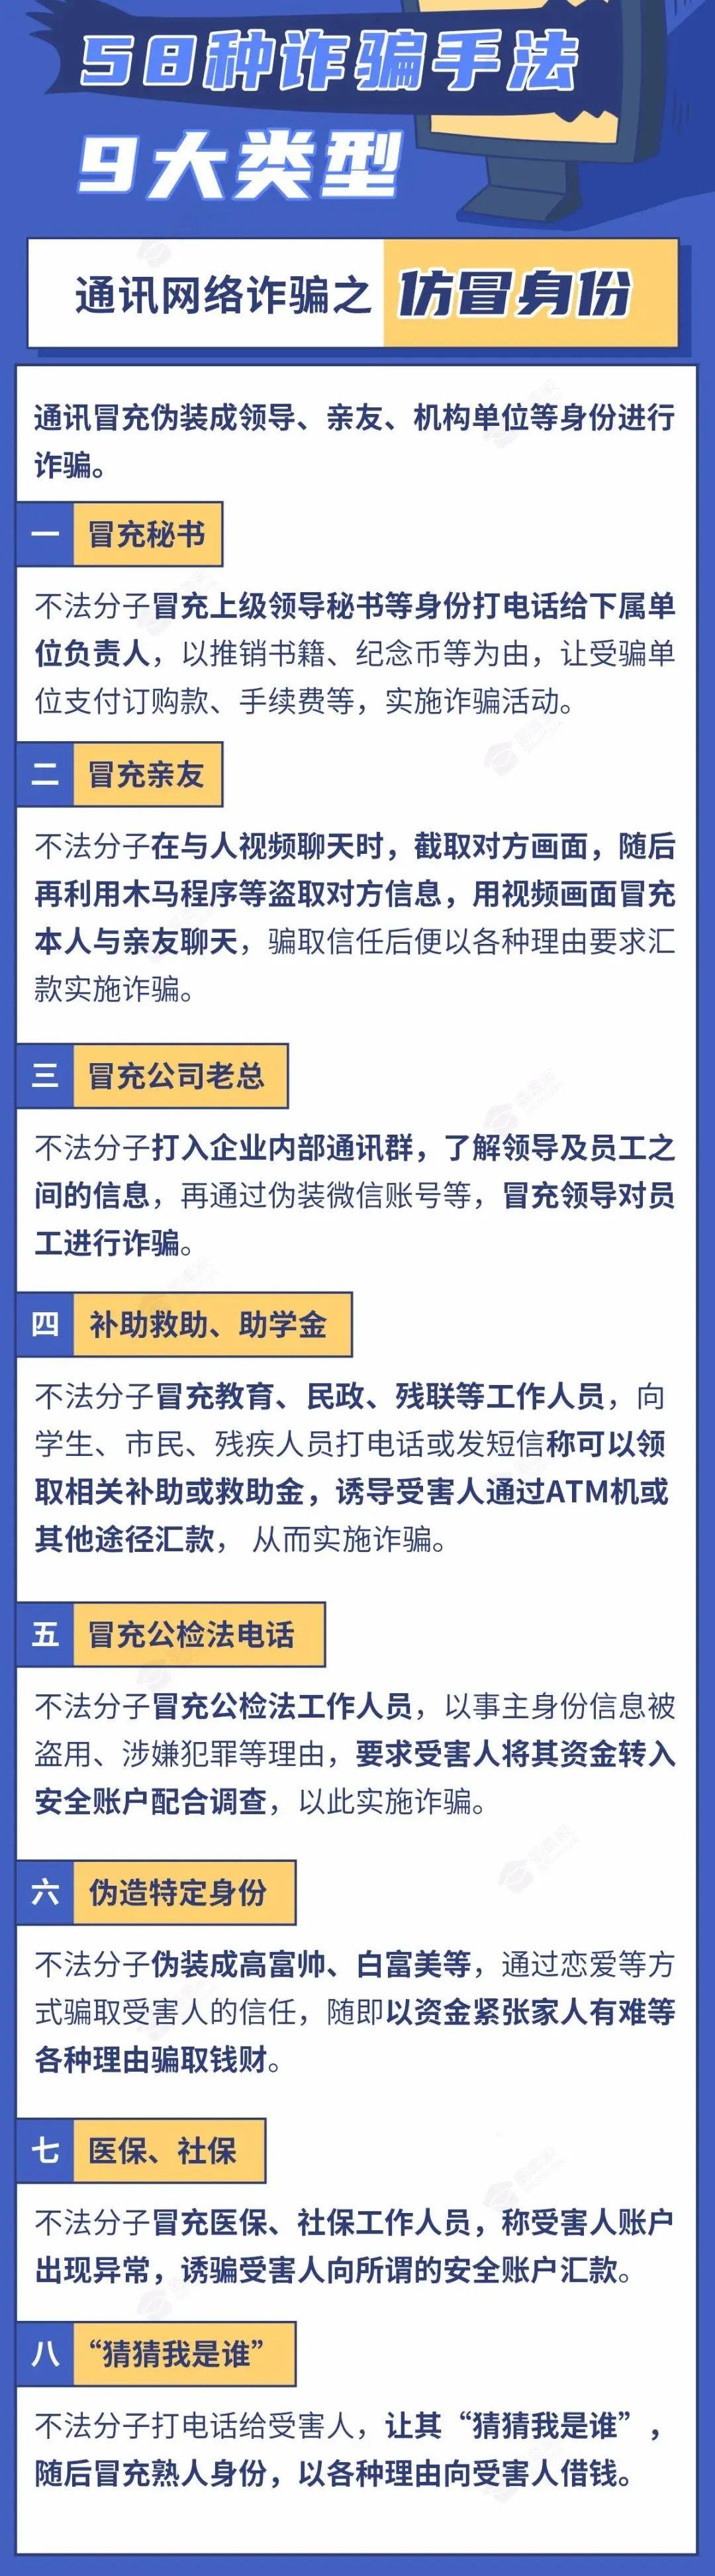 58种诈骗手法
9大类型
通讯网络诈骗之 仿冒身份
通讯冒充伪装成领导、亲友、机构单位等身份进行
诈骗。
一 冒充秘书
不法分子冒充上级领导秘书等身份打电话给下属单
位负责人，以推销书籍、纪念币等为由，让受骗单
位支付订购款、手续费等，实施诈骗活动。
二 冒充亲友
不法分子在与人视频聊天时，截取对方画面，随后
再利用木马程序等盗取对方信息，用视频画面冒充
本人与亲友聊天，骗取信任后便以各种理由要求汇
款实施诈骗。
三 冒充公司老总
不法分子打入企业内部通讯群，了解领导及员工之
间的信息，再通过伪装微信账号等，冒充领导对员
工进行诈骗。
四 补助救助、助学金
不法分子冒充教育、民政、残联等工作人员，向
学生、市民、残疾人员打电话或发短信称可以领
取相关补助或救助金，诱导受害人通过ATM机或
其他途径汇款， 从而实施诈骗。
五 冒充公检法电话
不法分子冒充公检法工作人员，以事主身份信息被
盗用、涉嫌犯罪等理由，要求受害人将其资金转入
安全账户配合调查，以此实施诈骗。
六 伪造特定身份
不法分子伪装成高富帅、白富美等，通过恋爱等方
式骗取受害人的信任，随即以资金紧张家人有难等
各种理由骗取钱财。
七 医保、社保
不法分子冒充医保、社保工作人员，称受害人账户
出现异常，诱骗受害人向所谓的安全账户汇款。
八 “猜猜我是谁”
不法分子打电话给受害人，让其“猜猜我是谁”，
随后冒充熟人身份，以各种理由向受害人借钱。